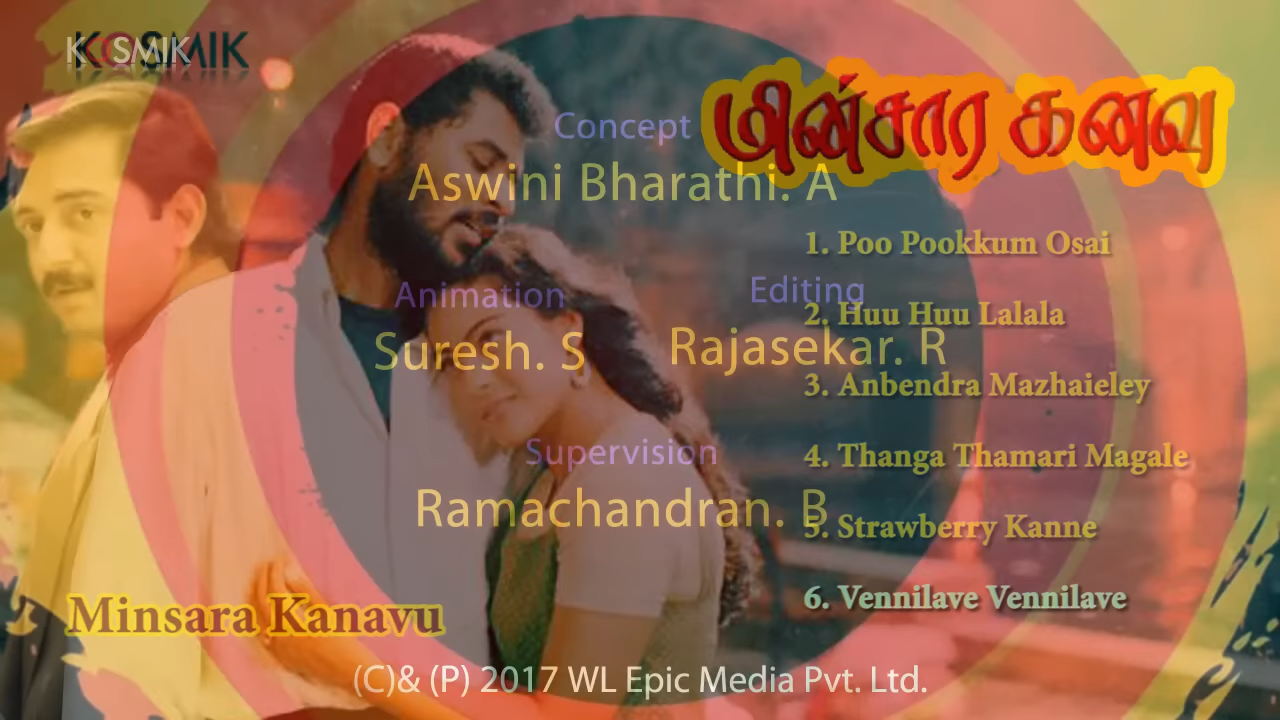 KOSMIK
KOSMIK
மின்சார கனவு
Concept
Aswini Bharathi. A
Animation
Suresh. S
Editing
Rajasekar. R
Supervision
Ramachandran. B
1. Poo Pookkum Osai
2. Huu Huu Lalala
3. Anbendra Mazhaieley
4. Thanga Thamari Magale
5. Strawberry Kanne
6. Vennilave Vennilave
Minsara Kanavu
(C)& (P) 2017 WL Epic Media Pvt. Ltd.